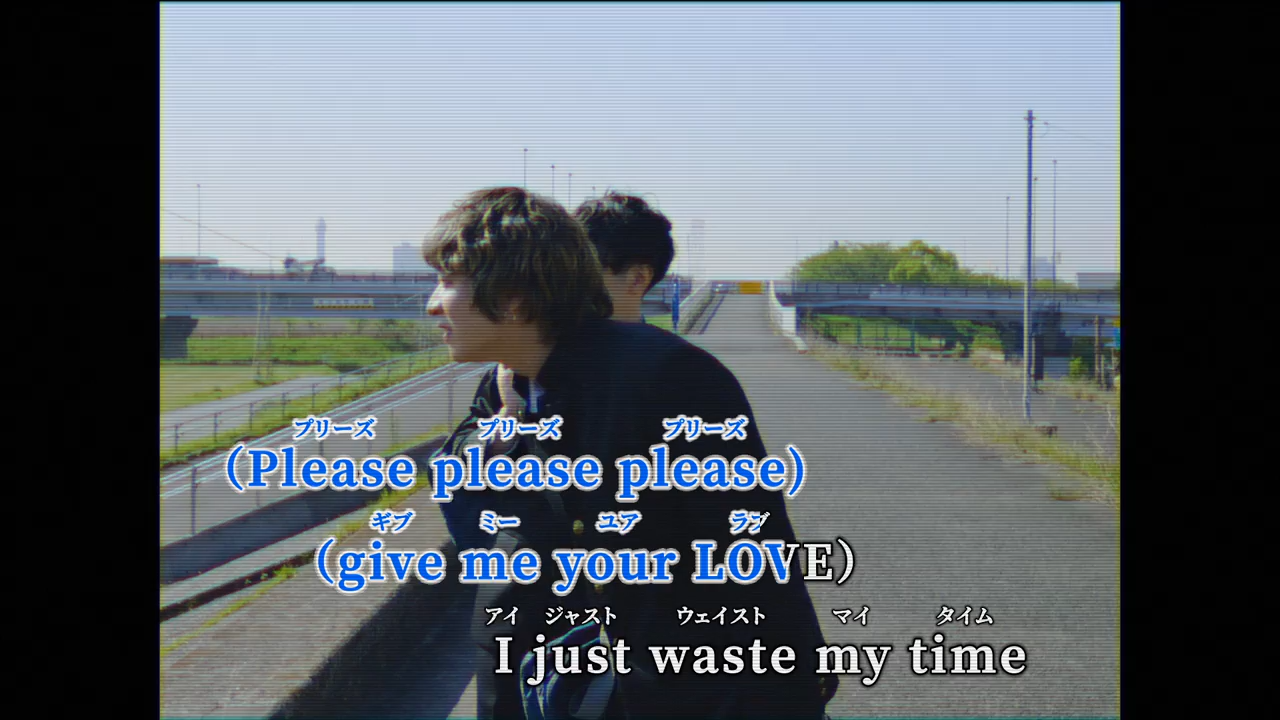 プリーズ プリーズ プリーズ
(Please please please)
ギブ ミー ユア ラブ
(give me your LOVE)
アイ ジャスト ウェイスト マイ タイム
I just waste my time